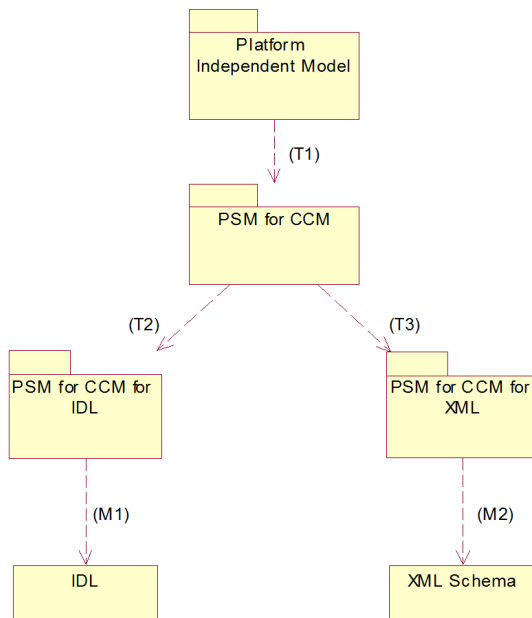 Platform
Independent Model
(T1)
PSM for CCM
(T2)
(T3)
PSM for CCM for
IDL
PSM for CCM for
XML
(M1)
(M2)
IDL
XML Schema